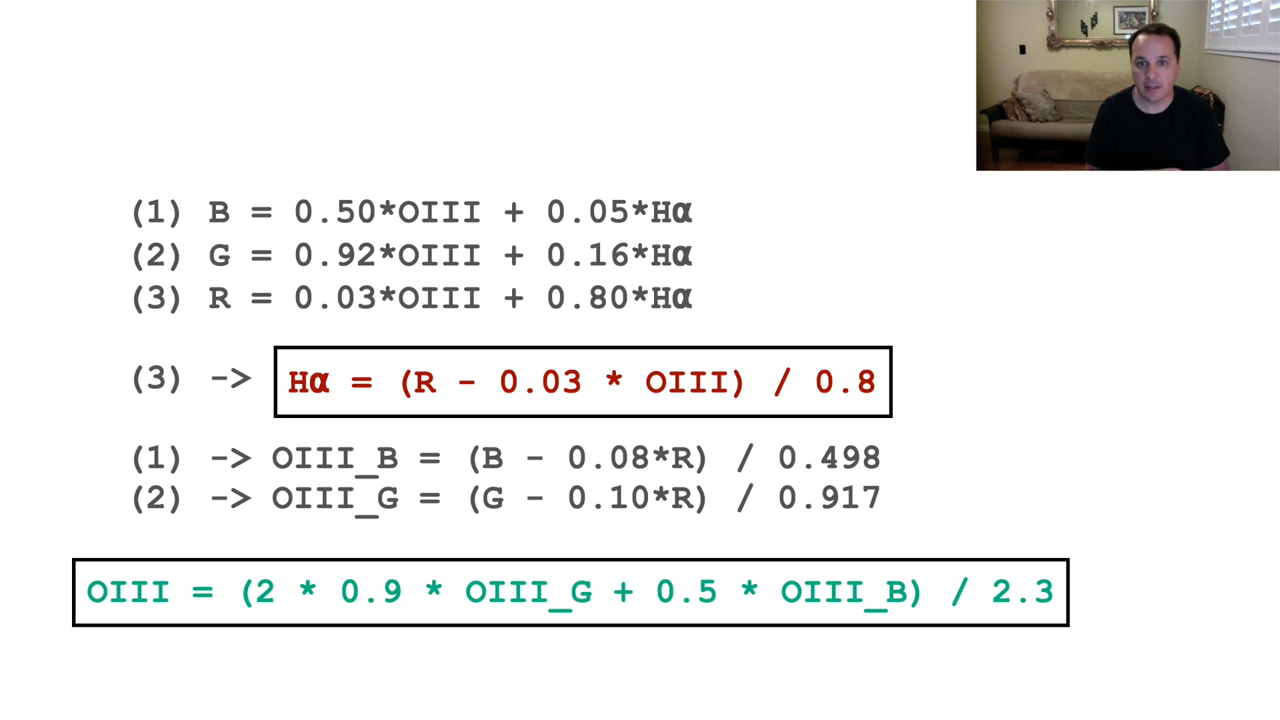 (1) B = 0.50*OIII + 0.05*Hα
(2) G = 0.92*OIII + 0.16*Hα
(3) R = 0.03*OIII + 0.80*Hα
(3) -> Hα = (R - 0.03 * OIII) / 0.8
(1) -> OIII_B = (B - 0.08*R) / 0.498
(2) -> OIII_G = (G - 0.10*R) / 0.917
OIII = (2 * 0.9 * OIII_G + 0.5 * OIII_B) / 2.3